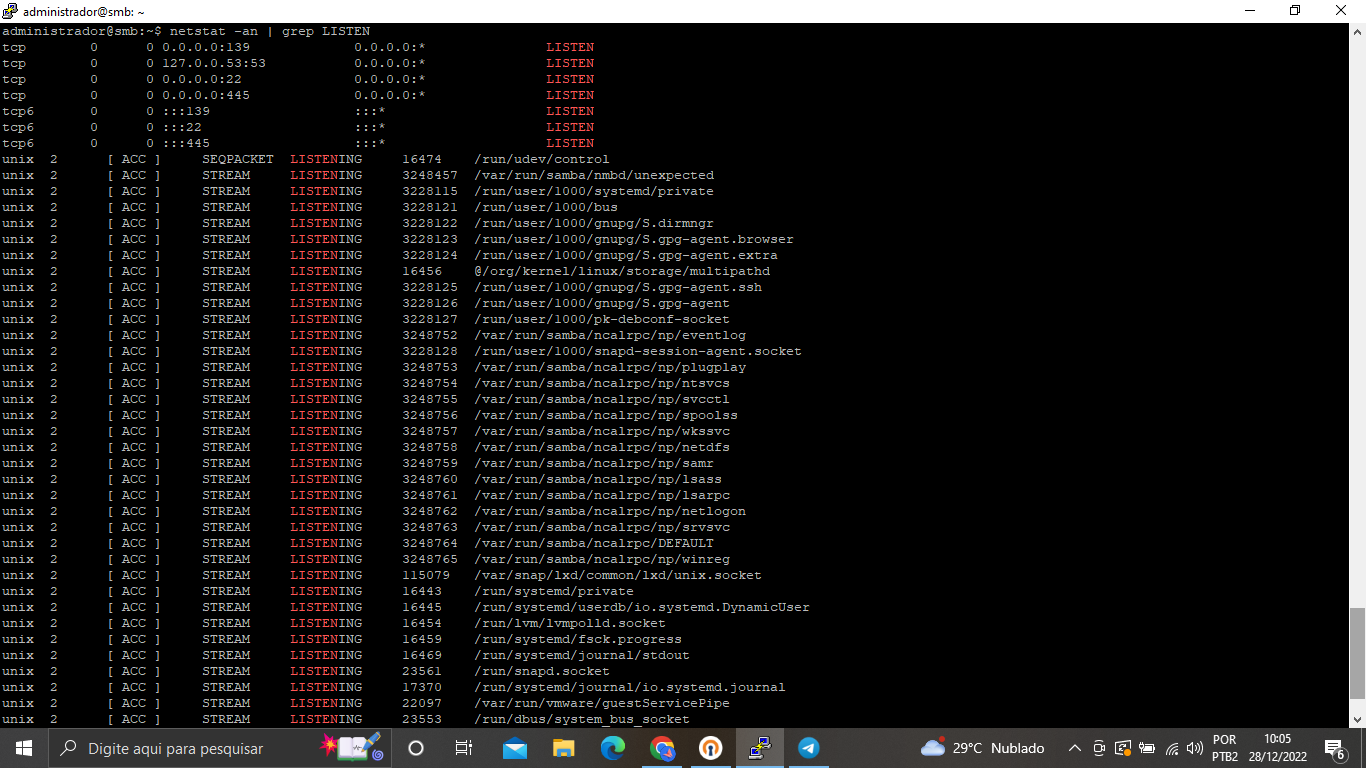 administrador@smb: ~
administrador@smb:~$ netstat -an | grep LISTEN
tcp 0 0 0.0.0.0:139 0.0.0.0:* LISTEN
tcp 0 0 127.0.0.53:53 0.0.0.0:* LISTEN
tcp 0 0 0.0.0.0:22 0.0.0.0:* LISTEN
tcp 0 0 0.0.0.0:445 0.0.0.0:* LISTEN
tcp6 0 0 :::139 :::* LISTEN
tcp6 0 0 :::22 :::* LISTEN
tcp6 0 0 :::445 :::* LISTEN
unix 2 [ ACC ] SEQPACKET LISTENING 16474 /run/udev/control
unix 2 [ ACC ] STREAM LISTENING 3248457 /var/run/samba/nmbd/unexpected
unix 2 [ ACC ] STREAM LISTENING 3228115 /run/user/1000/systemd/private
unix 2 [ ACC ] STREAM LISTENING 3228121 /run/user/1000/bus
unix 2 [ ACC ] STREAM LISTENING 3228122 /run/user/1000/gnupg/S.dirmngr
unix 2 [ ACC ] STREAM LISTENING 3228123 /run/user/1000/gnupg/S.gpg-agent.browser
unix 2 [ ACC ] STREAM LISTENING 3228124 /run/user/1000/gnupg/S.gpg-agent.extra
unix 2 [ ACC ] STREAM LISTENING 16456 @/org/kernel/linux/storage/multipathd
unix 2 [ ACC ] STREAM LISTENING 3228125 /run/user/1000/gnupg/S.gpg-agent.ssh
unix 2 [ ACC ] STREAM LISTENING 3228126 /run/user/1000/gnupg/S.gpg-agent
unix 2 [ ACC ] STREAM LISTENING 3228127 /run/user/1000/pk-debconf-socket
unix 2 [ ACC ] STREAM LISTENING 3248752 /var/run/samba/ncalrpc/np/eventlog
unix 2 [ ACC ] STREAM LISTENING 3228128 /run/user/1000/snapd-session-agent.socket
unix 2 [ ACC ] STREAM LISTENING 3248753 /var/run/samba/ncalrpc/np/plugplay
unix 2 [ ACC ] STREAM LISTENING 3248754 /var/run/samba/ncalrpc/np/ntsvcs
unix 2 [ ACC ] STREAM LISTENING 3248755 /var/run/samba/ncalrpc/np/svcctl
unix 2 [ ACC ] STREAM LISTENING 3248756 /var/run/samba/ncalrpc/np/spoolss
unix 2 [ ACC ] STREAM LISTENING 3248757 /var/run/samba/ncalrpc/np/wkssvc
unix 2 [ ACC ] STREAM LISTENING 3248758 /var/run/samba/ncalrpc/np/netdfs
unix 2 [ ACC ] STREAM LISTENING 3248759 /var/run/samba/ncalrpc/np/samr
unix 2 [ ACC ] STREAM LISTENING 3248760 /var/run/samba/ncalrpc/np/lsass
unix 2 [ ACC ] STREAM LISTENING 3248761 /var/run/samba/ncalrpc/np/lsarpc
unix 2 [ ACC ] STREAM LISTENING 3248762 /var/run/samba/ncalrpc/np/netlogon
unix 2 [ ACC ] STREAM LISTENING 3248763 /var/run/samba/ncalrpc/np/srvsvc
unix 2 [ ACC ] STREAM LISTENING 3248764 /var/run/samba/ncalrpc/DEFAULT
unix 2 [ ACC ] STREAM LISTENING 3248765 /var/run/samba/ncalrpc/np/winreg
unix 2 [ ACC ] STREAM LISTENING 115079 /var/snap/lxd/common/lxd/unix.socket
unix 2 [ ACC ] STREAM LISTENING 16443 /run/systemd/private
unix 2 [ ACC ] STREAM LISTENING 16445 /run/systemd/userdb/io.systemd.DynamicUser
unix 2 [ ACC ] STREAM LISTENING 16454 /run/lvm/lvmpolld.socket
unix 2 [ ACC ] STREAM LISTENING 16459 /run/systemd/fsck.progress
unix 2 [ ACC ] STREAM LISTENING 16469 /run/systemd/journal/stdout
unix 2 [ ACC ] STREAM LISTENING 23561 /run/snapd.socket
unix 2 [ ACC ] STREAM LISTENING 17370 /run/systemd/journal/io.systemd.journal
unix 2 [ ACC ] STREAM LISTENING 22097 /var/run/vmware/guestServicePipe
unix 2 [ ACC ] STREAM LISTENING 23553 /run/dbus/system_bus_socket
Digite aqui para pesquisar
29°C Nublado
POR
PTB2
10:05
28/12/2022
6